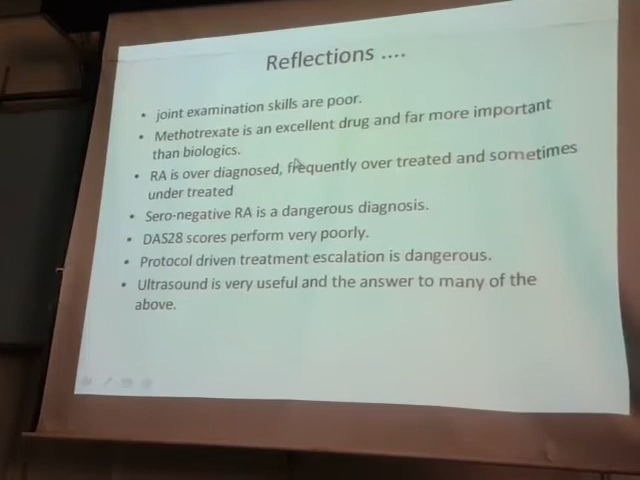 Reflections ....
• joint examination skills are poor.
• Methotrexate is an excellent drug and far more important
than biologics.
• RA is over diagnosed, frequently over treated and sometimes
under treated
• Sero-negative RA is a dangerous diagnosis.
• DAS28 scores perform very poorly.
• Protocol driven treatment escalation is dangerous.
• Ultrasound is very useful and the answer to many of the
above.